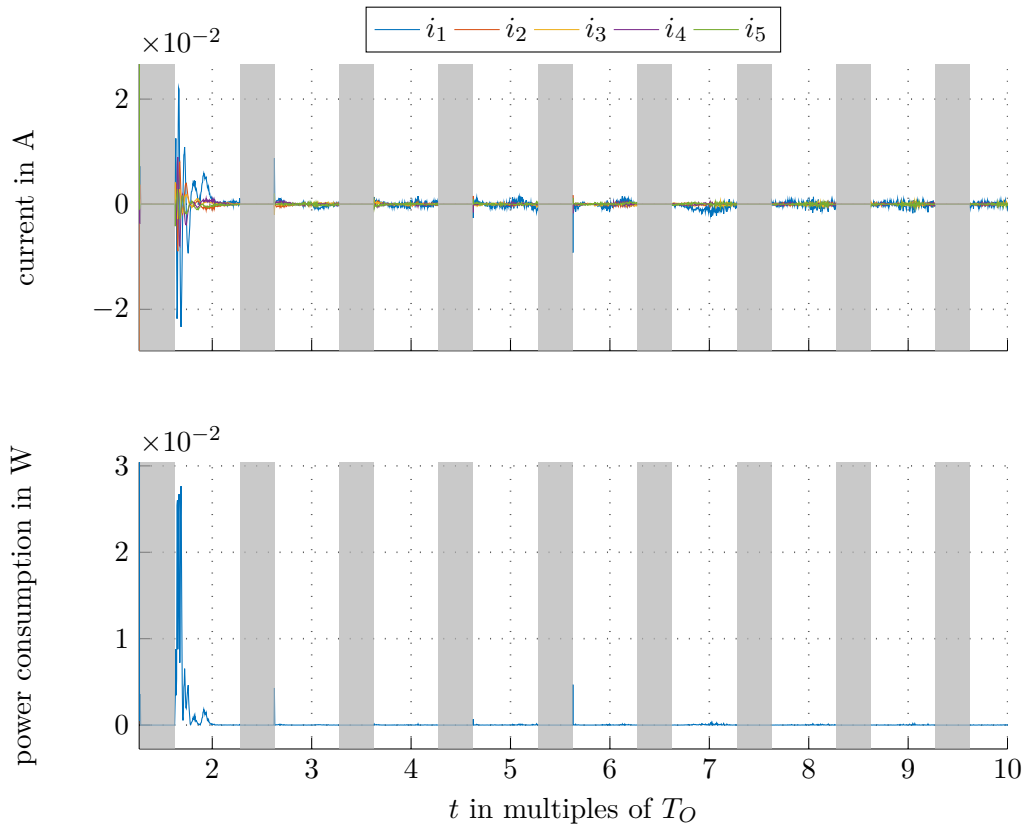 i₁ i₂ i₃ i₄ i₅
×10⁻²
2
0
−2
current in A
×10⁻²
3
2
1
0
power consumption in W
2 3 4 5 6 7 8 9 10
t in multiples of T_O